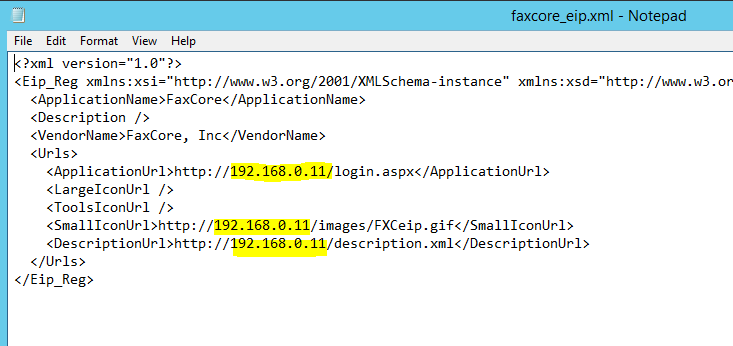 faxcore_eip.xml - Notepad
File Edit Format View Help
<?xml version="1.0"?>
<Eip_Reg xmlns:xsi="http://www.w3.org/2001/XMLSchema-instance" xmlns:xsd="http://www.w3.or
<ApplicationName>FaxCore</ApplicationName>
<Description />
<VendorName>FaxCore, Inc</VendorName>
<Urls>
<ApplicationUrl>http://192.168.0.11/login.aspx</ApplicationUrl>
<LargeIconUrl />
<ToolsIconUrl />
<SmallIconUrl>http://192.168.0.11/images/FXCeip.gif</SmallIconUrl>
<DescriptionUrl>http://192.168.0.11/description.xml</DescriptionUrl>
</Urls>
</Eip_Reg>